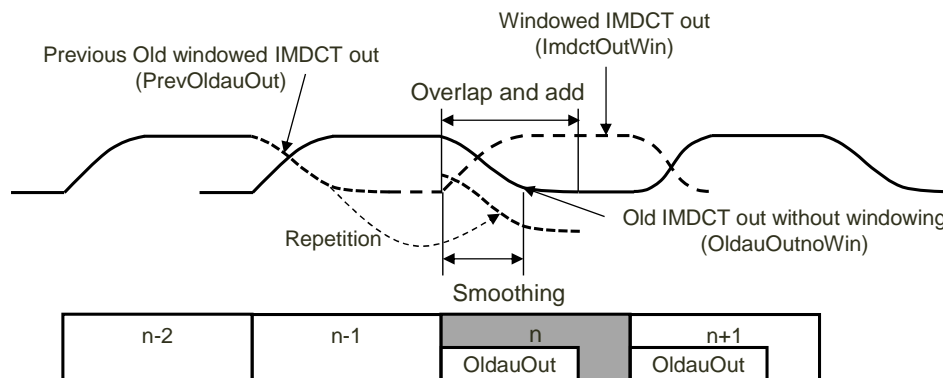 Windowed IMDCT out
(ImdctOutWin)
Previous Old windowed IMDCT out
(PrevOldauOut)
Overlap and add
Repetition
Old IMDCT out without windowing
(OldauOutnoWin)
Smoothing
n-2
n-1
n
n+1
OldauOut
OldauOut